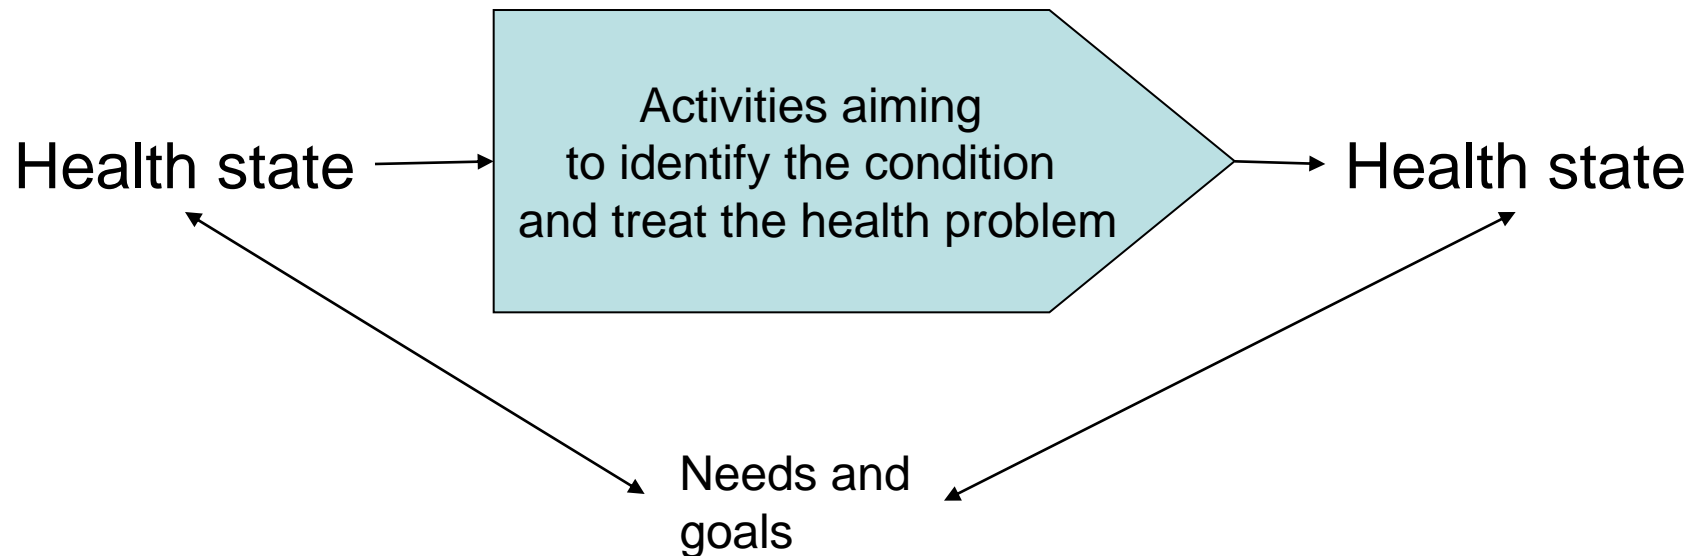 Health state
Activities aiming
to identify the condition
and treat the health problem
Health state
Needs and
goals